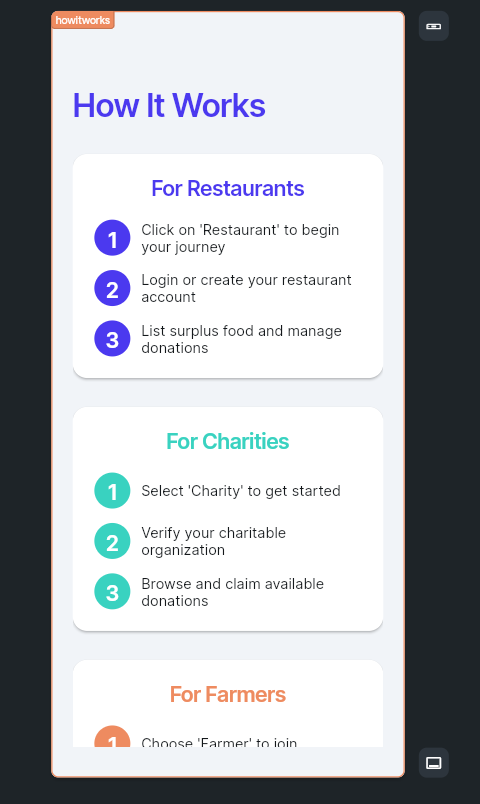 howitworks
How It Works
For Restaurants
1
Click on 'Restaurant' to begin
your journey
2
Login or create your restaurant
account
3
List surplus food and manage
donations
For Charities
1
Select 'Charity' to get started
2
Verify your charitable
organization
3
Browse and claim available
donations
For Farmers
1
Choose 'Farmer' to join